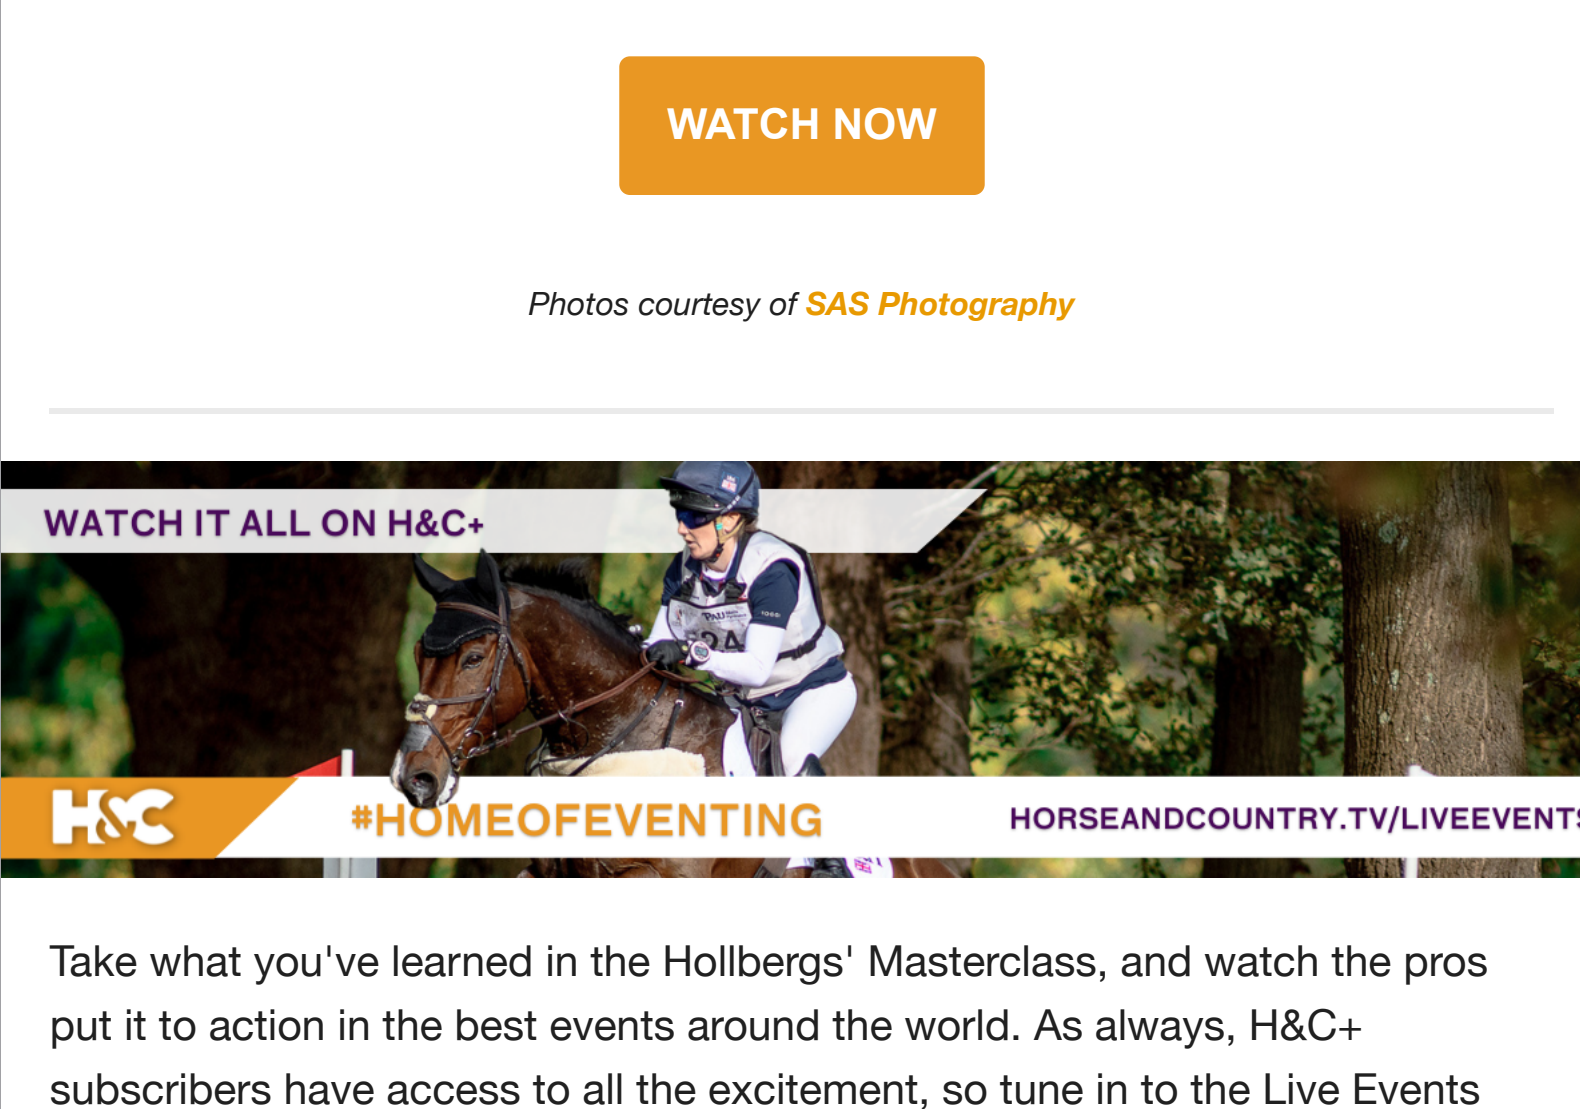 WATCH NOW
Photos courtesy of SAS Photography
WATCH IT ALL ON H&C+
PAU
24
H&C
#HOMEOFEVENTING
HORSEANDCOUNTRY.TV/LIVEEVENTS
Take what you've learned in the Hollbergs' Masterclass, and watch the pros
put it to action in the best events around the world. As always, H&C+
subscribers have access to all the excitement, so tune in to the Live Events